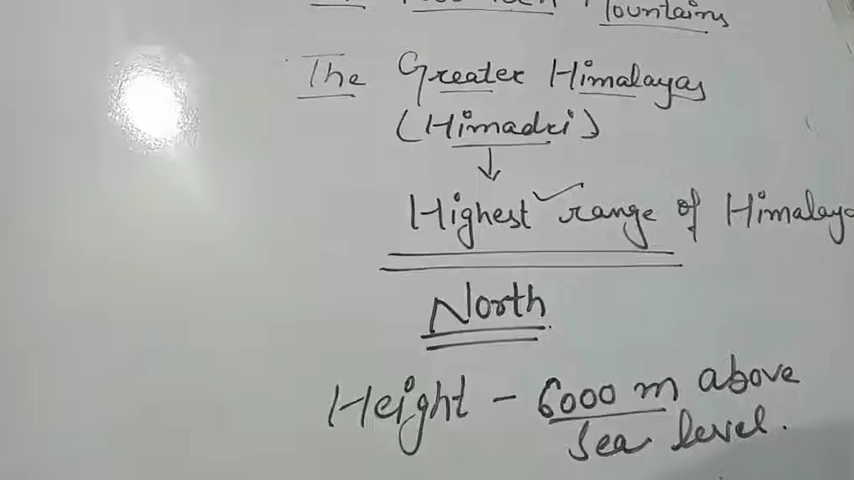 Mountains
The Greater Himalayas
(Himadri)
↓
Highest range of Himalaya
North
Height - 6000 m above
sea level.